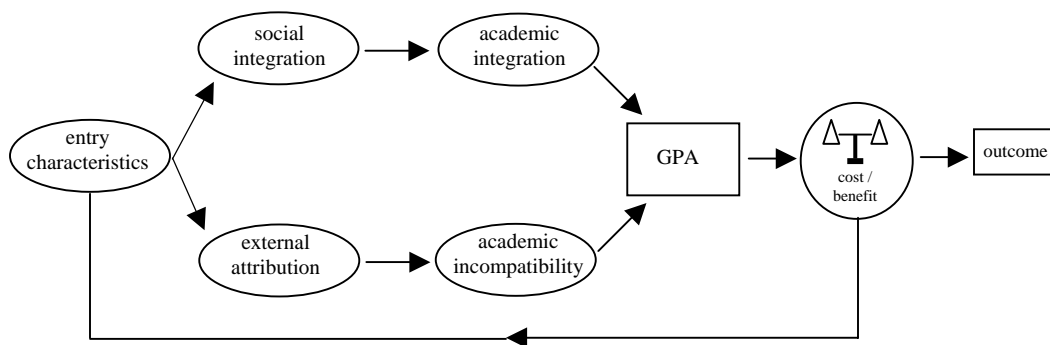 social
integration
academic
integration
entry
characteristics
GPA
cost /
benefit
outcome
external
attribution
academic
incompatibility